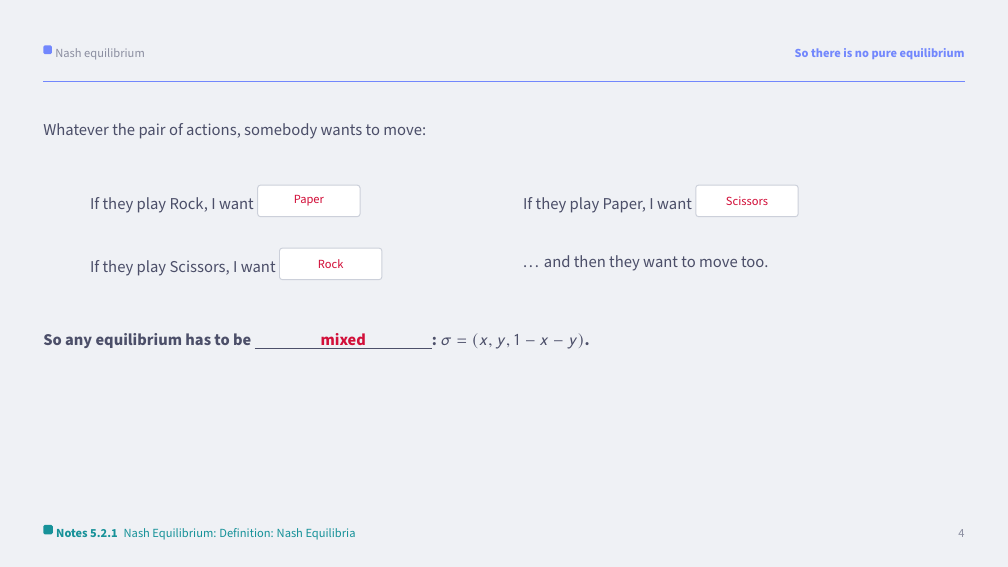 Nash equilibrium
So there is no pure equilibrium
Whatever the pair of actions, somebody wants to move:
If they play Rock, I want Paper
If they play Paper, I want Scissors
If they play Scissors, I want Rock
… and then they want to move too.
So any equilibrium has to be mixed: σ = (x, y, 1 − x − y).
Notes 5.2.1 Nash Equilibrium: Definition: Nash Equilibria
4